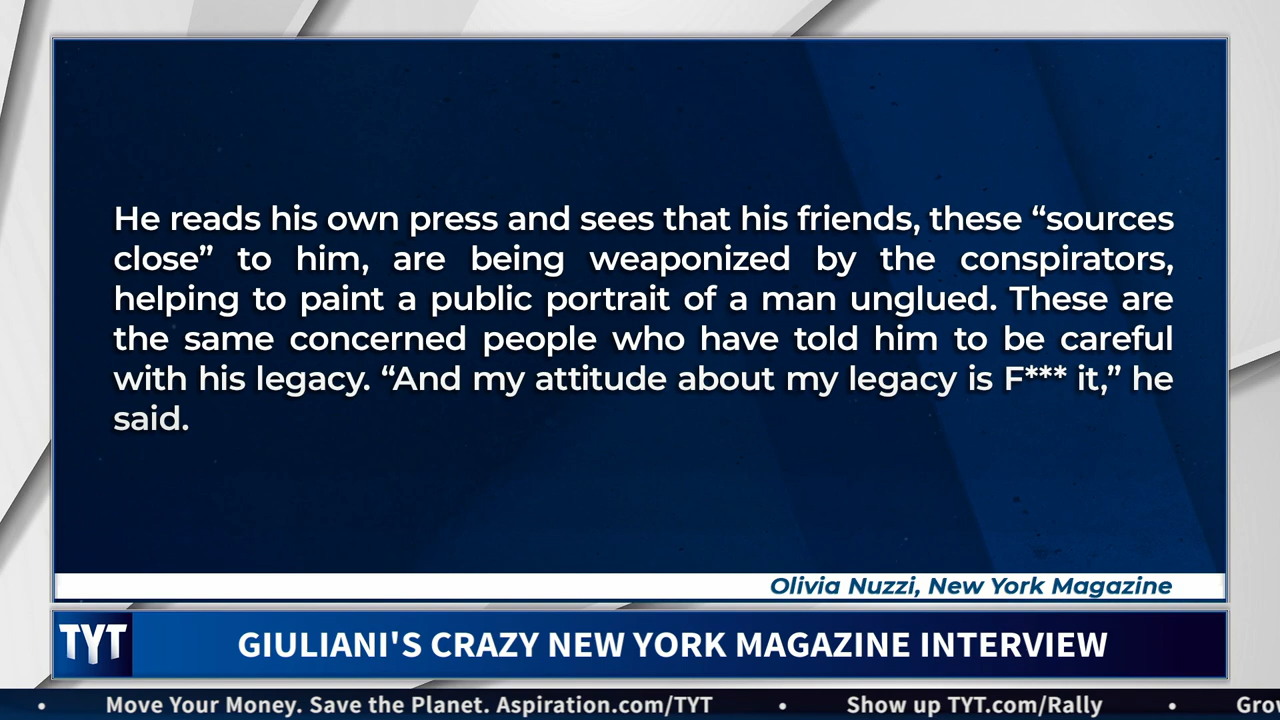 He reads his own press and sees that his friends, these “sources
close” to him, are being weaponized by the conspirators,
helping to paint a public portrait of a man unglued. These are
the same concerned people who have told him to be careful
with his legacy. “And my attitude about my legacy is F*** it,” he
said.
Olivia Nuzzi, New York Magazine
TYT
GIULIANI'S CRAZY NEW YORK MAGAZINE INTERVIEW
• Move Your Money. Save the Planet. Aspiration.com/TYT • Show up TYT.com/Rally •